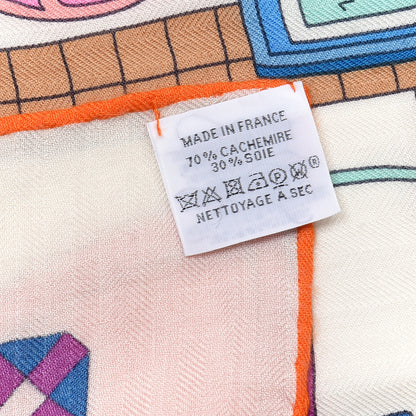 MADE IN FRANCE
70% CACHEMIRE
30% SOIE
NETTOYAGE A SEC